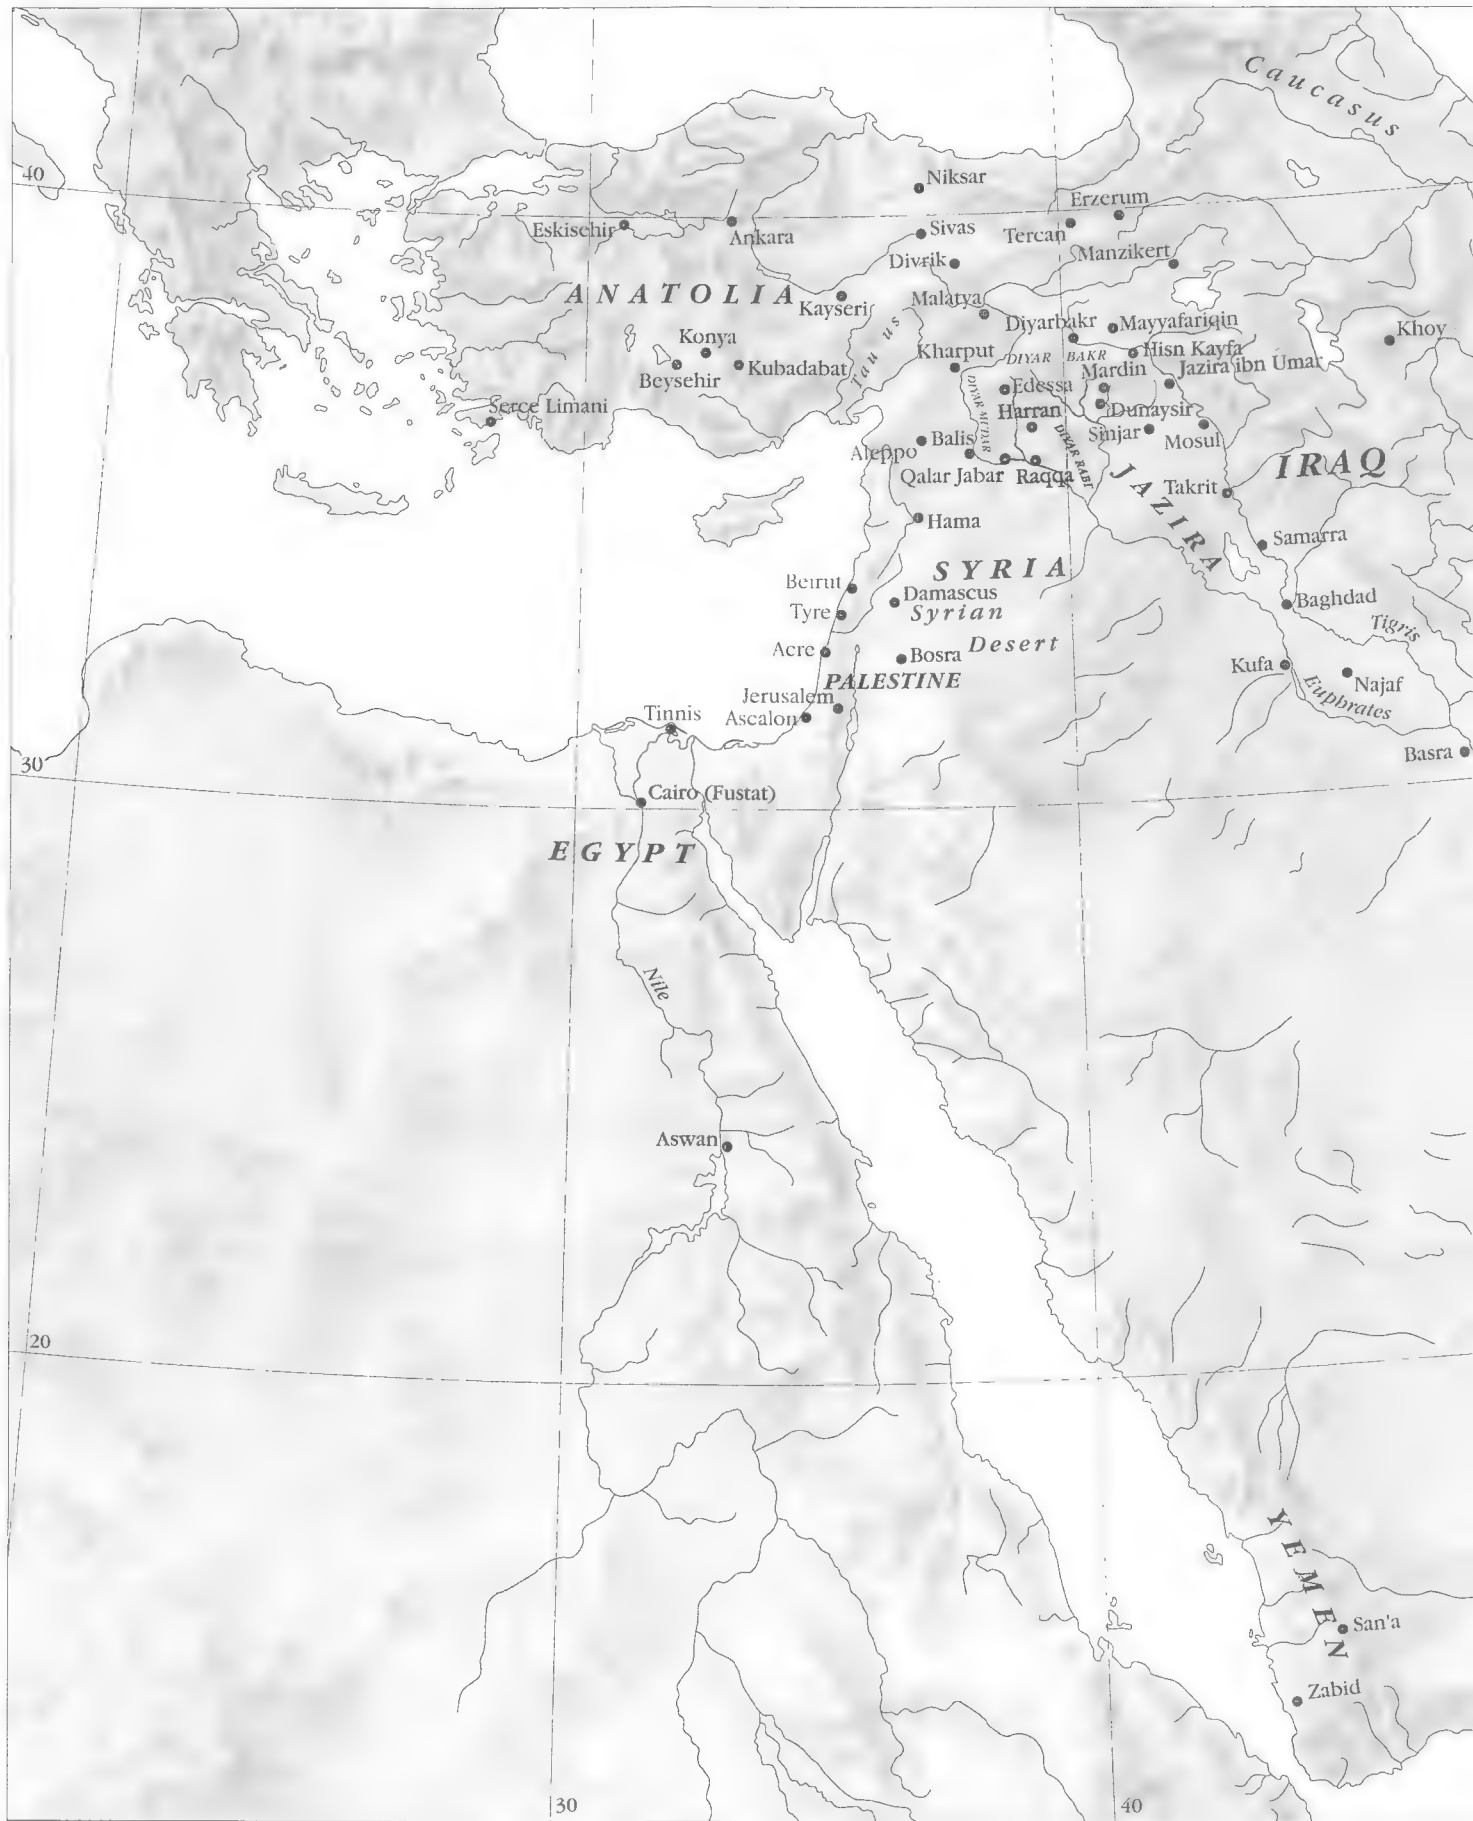 Caucasus
40
Niksar
Erzerum
Eskisehir
Ankara
Sivas
Tercan
Divrik
Manzikert
ANATOLIA
Kayseri
Malatya
Diyarbakr
Mayyafariqin
Khoy
Konya
Taurus
Kharput
DIYAR BAKR
Hisn Kayfa
Beysehir
Kubadabat
Mardin
Jazira ibn Umar
DIYAR MUDAR
Edessa
Serce Limani
Harran
Dunaysir
DIYAR RABI
Sinjar
Mosul
Aleppo
Balis
Qalar Jabar
Raqqa
JAZIRA
IRAQ
Takrit
Hama
Samarra
SYRIA
Beirut
Damascus
Baghdad
Tyre
Syrian
Desert
Tigris
Acre
Bosra
Kufa
Najaf
PALESTINE
Euphrates
Jerusalem
Tinnis
Ascalon
Basra
30
Cairo (Fustat)
EGYPT
Nile
Aswan
20
YEMEN
San'a
Zabid
30
40